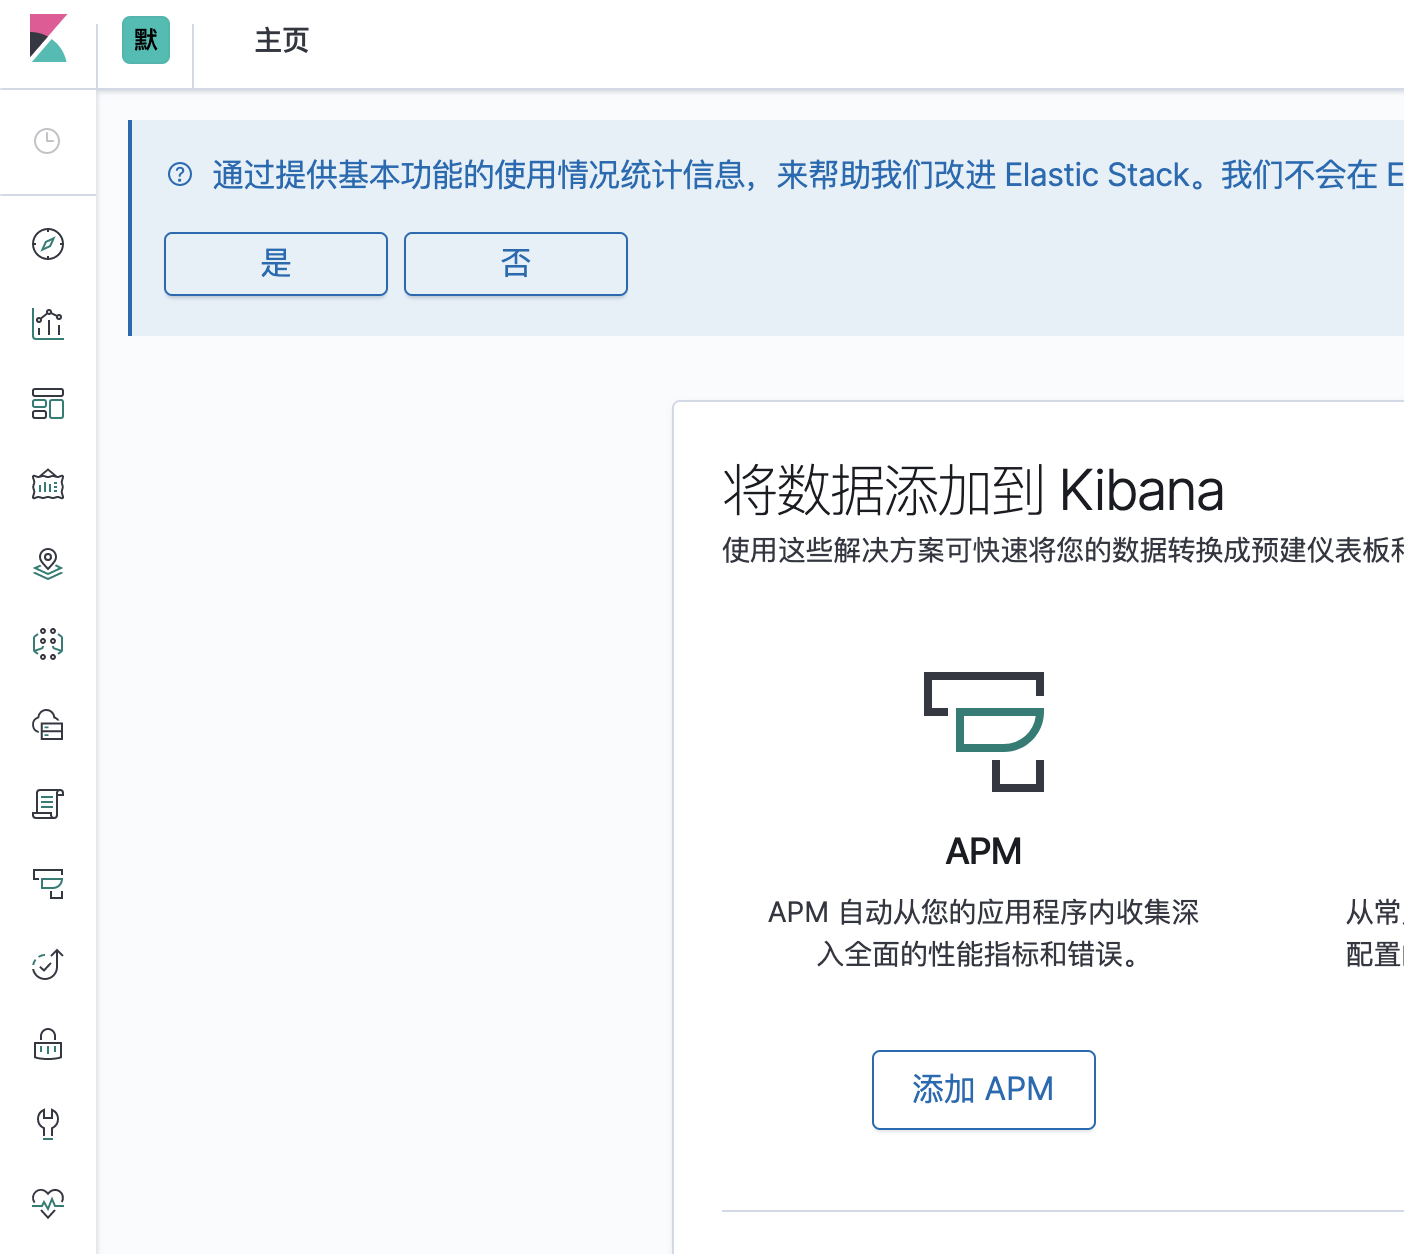 默
主页
通过提供基本功能的使用情况统计信息，来帮助我们改进 Elastic Stack。我们不会在 E
是
否
将数据添加到 Kibana
使用这些解决方案可快速将您的数据转换成预建仪表板和
APM
APM 自动从您的应用程序内收集深
入全面的性能指标和错误。
从常
配置
添加 APM